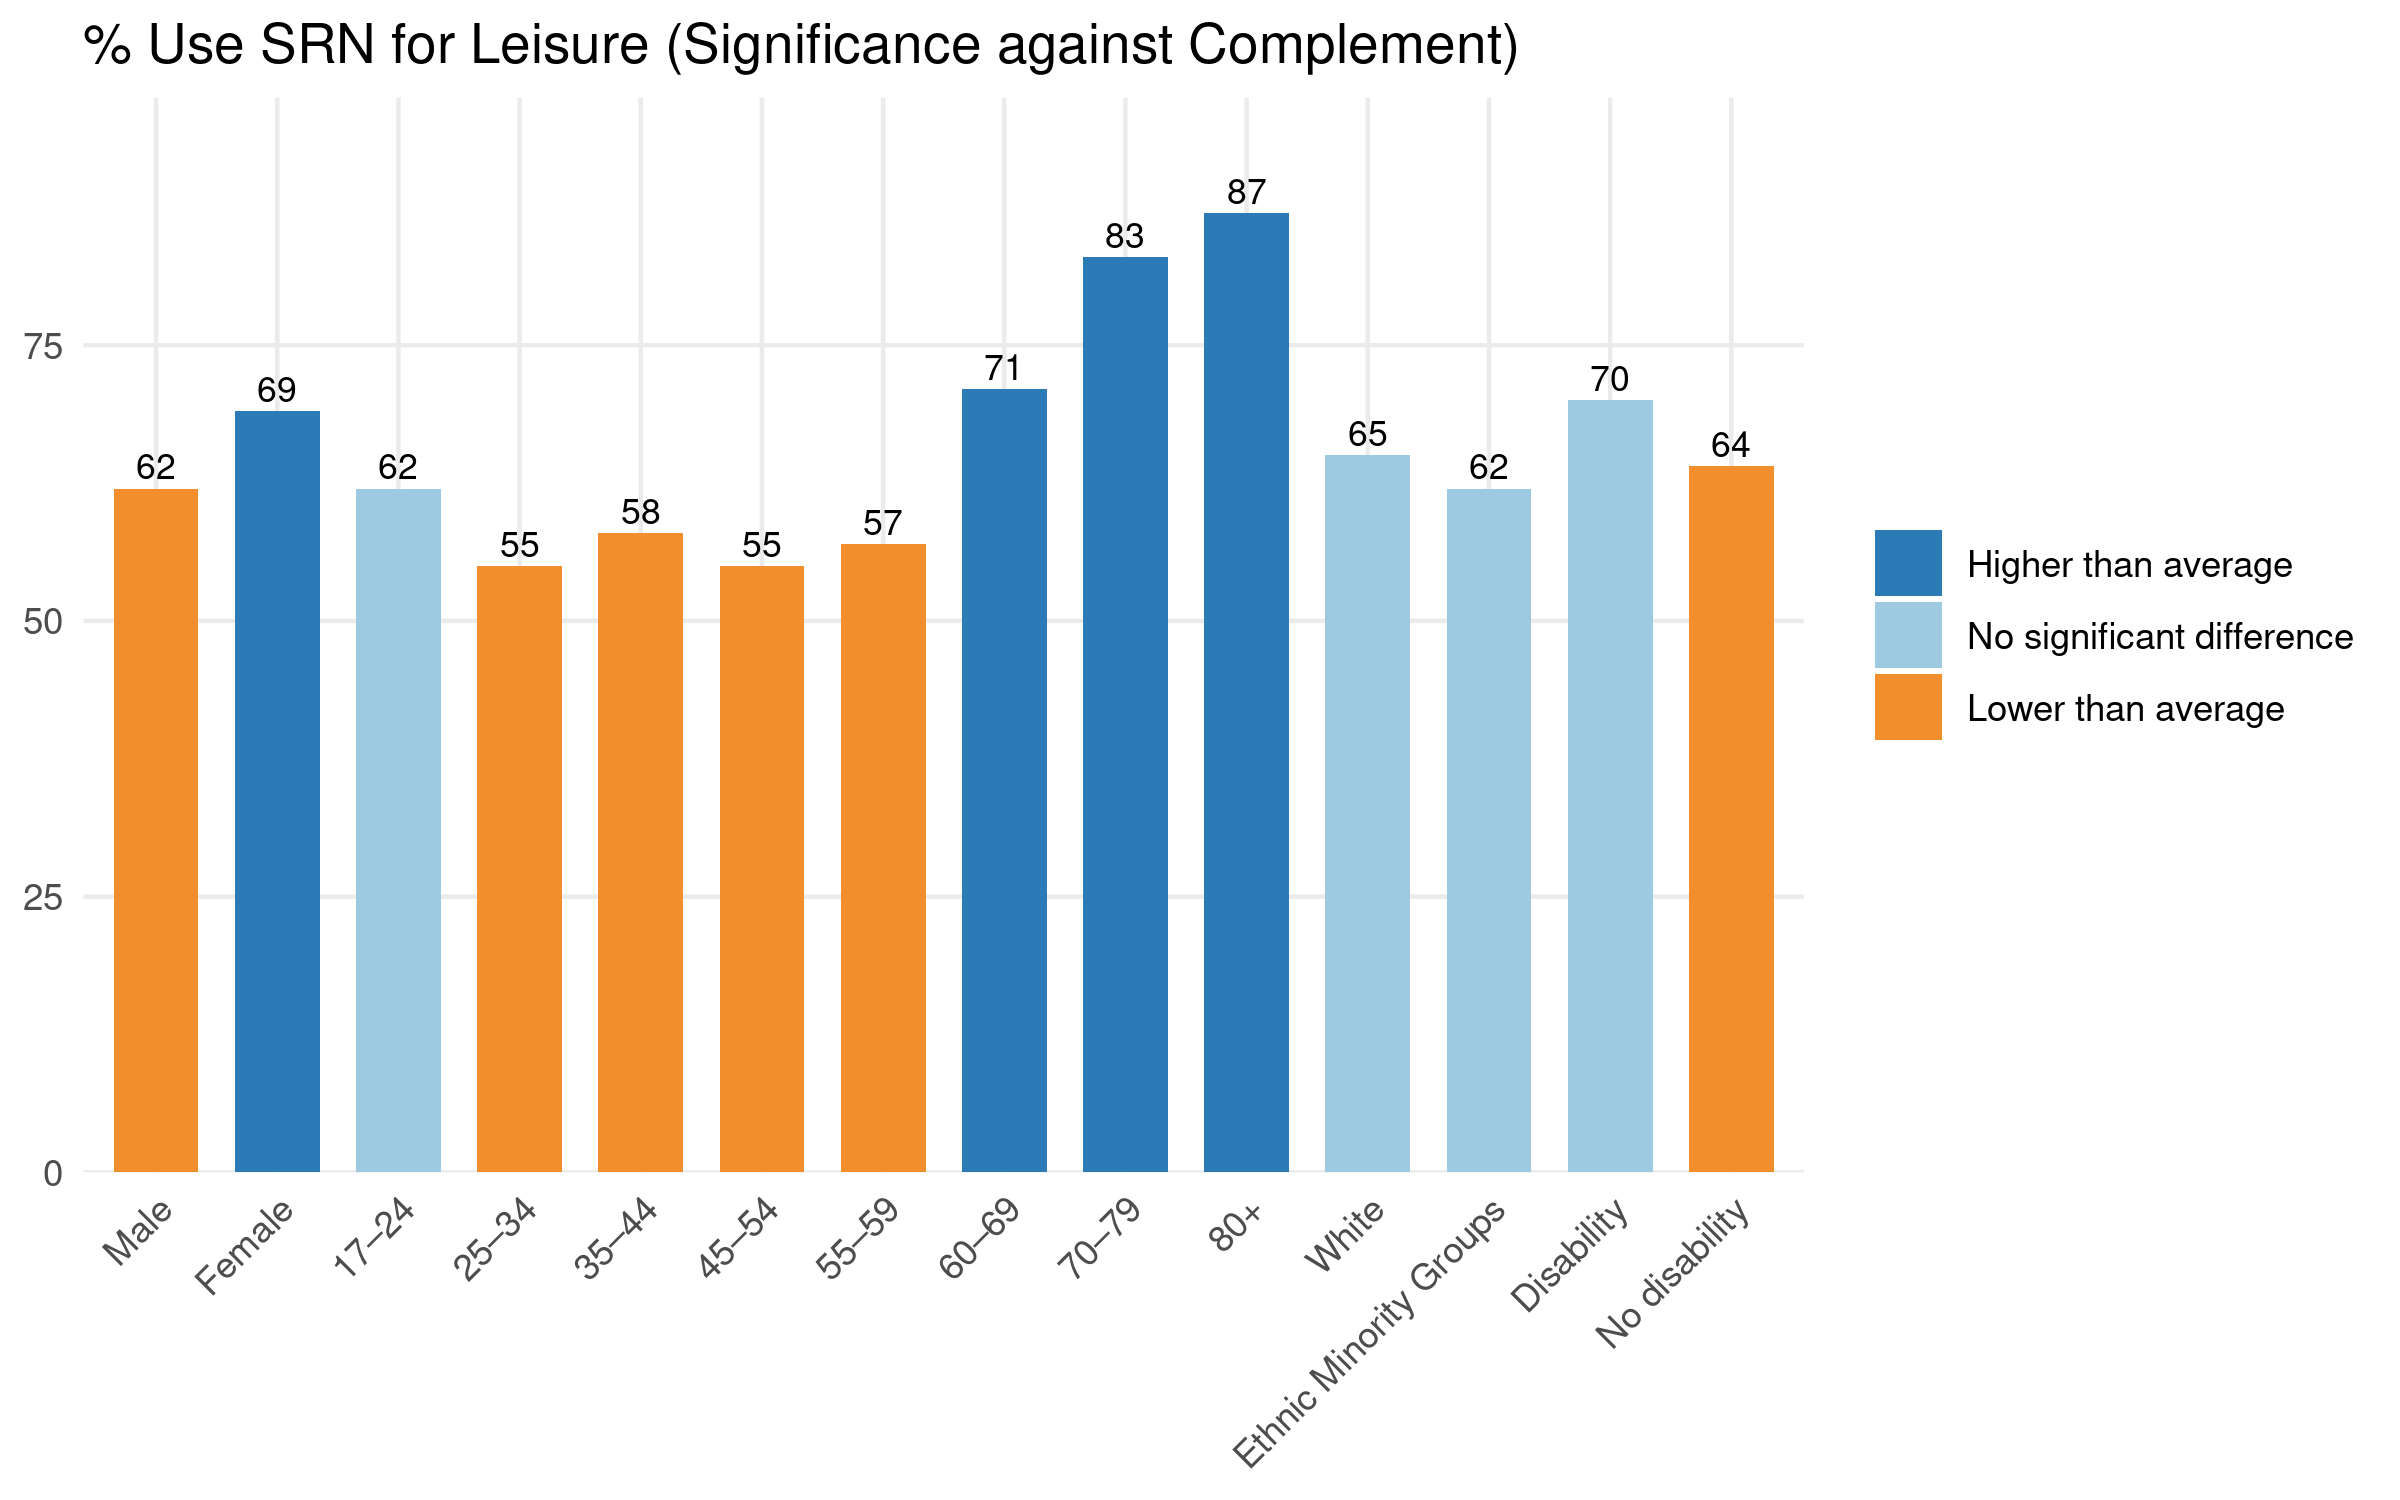 % Use SRN for Leisure (Significance against Complement)
87
83
75
71
70
69
65
64
62
62
62
58
57
55
55
50
25
0
Higher than average
No significant difference
Lower than average
Male
Female
17–24
25–34
35–44
45–54
55–59
60–69
70–79
80+
White
Ethnic Minority Groups
Disability
No disability